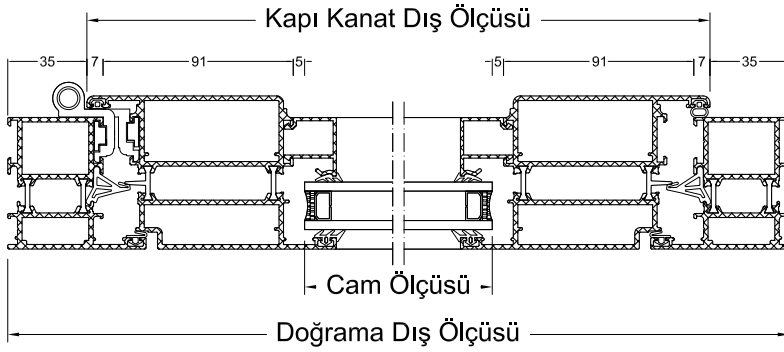 Kapı Kanat Dış Ölçüsü
35 7 91 5 5 91 7 35
Cam Ölçüsü
Doğrama Dış Ölçüsü